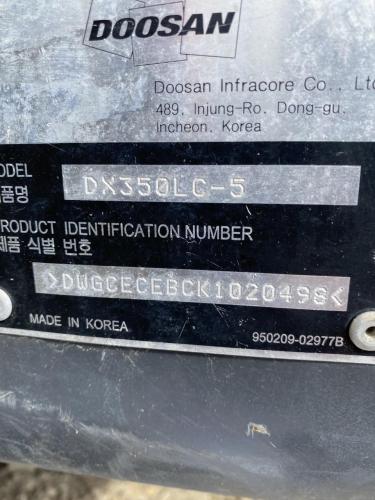 DOOSAN
Doosan Infracore Co., Ltd
489, Injung-Ro, Dong-gu,
Incheon, Korea
MODEL
제품명
DX350LC-5
PRODUCT IDENTIFICATION NUMBER
제품 식별 번호
>DWGCECEBCK1020498<
MADE IN KOREA
950209-02977B